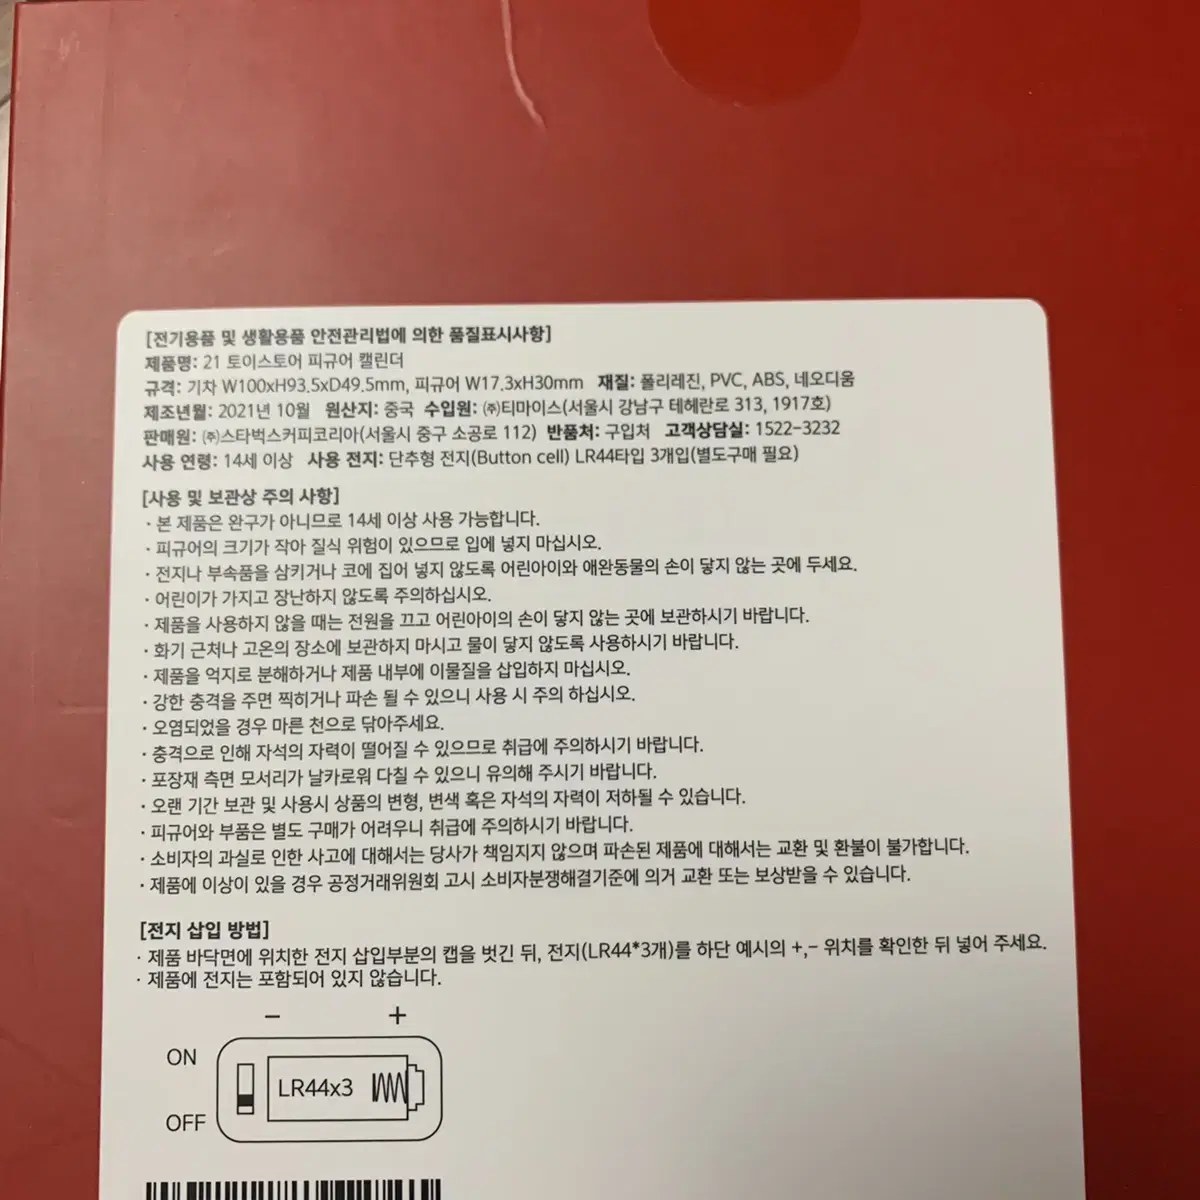 [전기용품 및 생활용품 안전관리법에 의한 품질표시사항]
제품명: 21 토이스토어 피규어 캘린더
규격: 기차 W100xH93.5xD49.5mm, 피규어 W17.3xH30mm 재질: 폴리레진, PVC, ABS, 네오디움
제조년월: 2021년 10월 원산지: 중국 수입원: ㈜티마이스(서울시 강남구 테헤란로 313, 1917호)
판매원: ㈜스타벅스커피코리아(서울시 중구 소공로 112) 반품처: 구입처 고객상담실: 1522-3232
사용 연령: 14세 이상 사용 전지: 단추형 전지(Button cell) LR44타입 3개입(별도구매 필요)
[사용 및 보관상 주의 사항]
· 본 제품은 완구가 아니므로 14세 이상 사용 가능합니다.
· 피규어의 크기가 작아 질식 위험이 있으므로 입에 넣지 마십시오.
· 전지나 부속품을 삼키거나 코에 집어 넣지 않도록 어린아이와 애완동물의 손이 닿지 않는 곳에 두세요.
· 어린이가 가지고 장난하지 않도록 주의하십시오.
· 제품을 사용하지 않을 때는 전원을 끄고 어린아이의 손이 닿지 않는 곳에 보관하시기 바랍니다.
· 화기 근처나 고온의 장소에 보관하지 마시고 물이 닿지 않도록 사용하시기 바랍니다.
· 제품을 억지로 분해하거나 제품 내부에 이물질을 삽입하지 마십시오.
· 강한 충격을 주면 찍히거나 파손 될 수 있으니 사용 시 주의 하십시오.
· 오염되었을 경우 마른 천으로 닦아주세요.
· 충격으로 인해 자석의 자력이 떨어질 수 있으므로 취급에 주의하시기 바랍니다.
· 포장재 측면 모서리가 날카로워 다칠 수 있으니 유의해 주시기 바랍니다.
· 오랜 기간 보관 및 사용시 상품의 변형, 변색 혹은 자석의 자력이 저하될 수 있습니다.
· 피규어와 부품은 별도 구매가 어려우니 취급에 주의하시기 바랍니다.
· 소비자의 과실로 인한 사고에 대해서는 당사가 책임지지 않으며 파손된 제품에 대해서는 교환 및 환불이 불가합니다.
· 제품에 이상이 있을 경우 공정거래위원회 고시 소비자분쟁해결기준에 의거 교환 또는 보상받을 수 있습니다.
[전지 삽입 방법]
· 제품 바닥면에 위치한 전지 삽입부분의 캡을 벗긴 뒤, 전지(LR44*3개)를 하단 예시의 +,- 위치를 확인한 뒤 넣어 주세요.
· 제품에 전지는 포함되어 있지 않습니다.
- +
ON
LR44x3
OFF